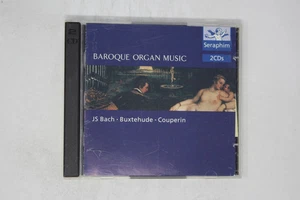 Seraphim
2CDs
BAROQUE ORGAN MUSIC
JS Bach · Buxtehude · Couperin